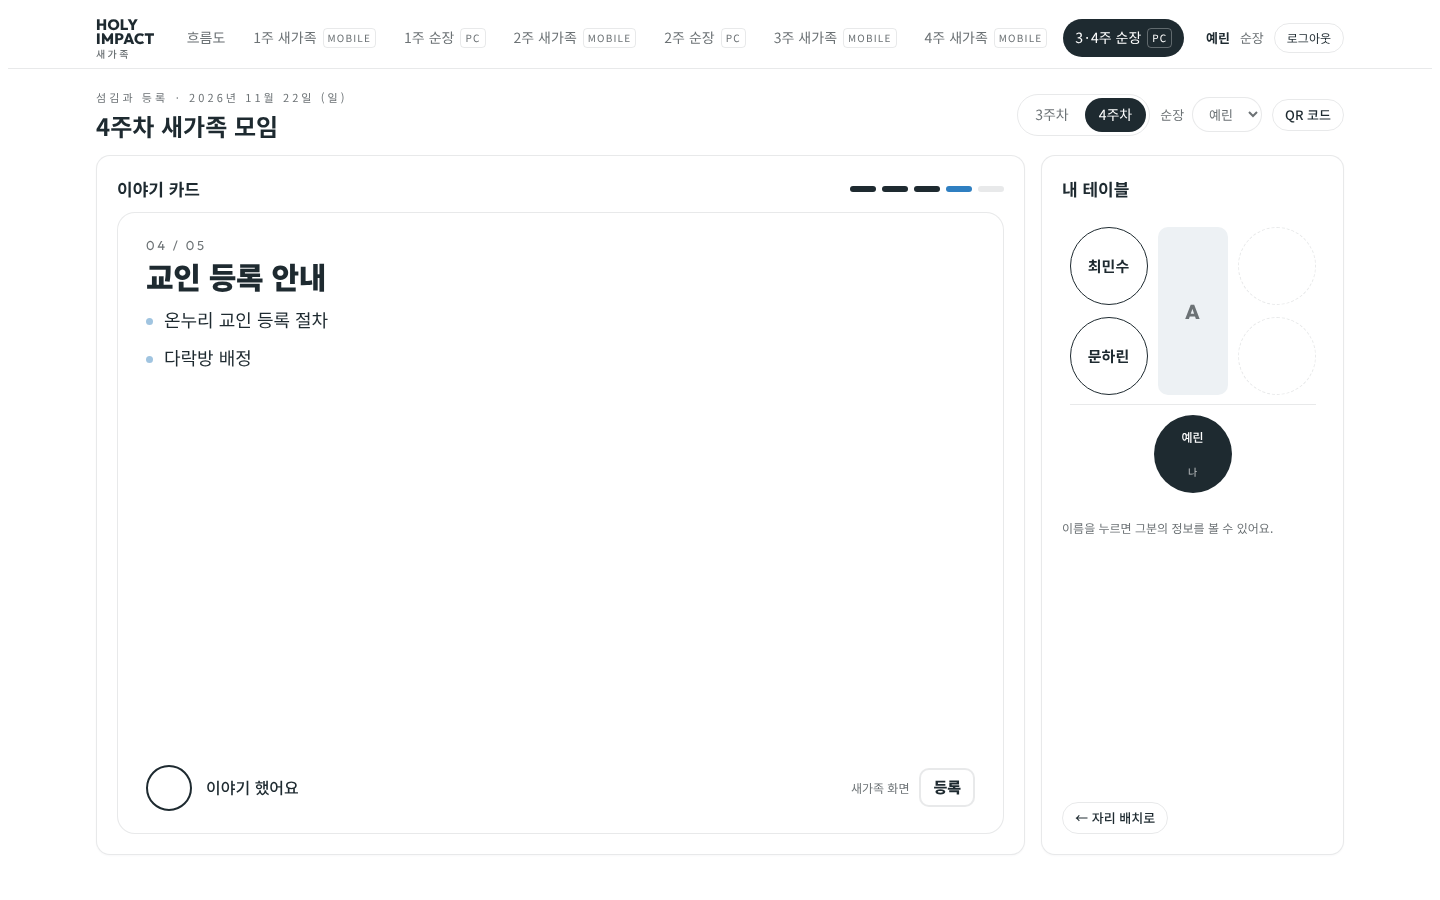 HOLY
IMPACT
새가족
흐름도
1주 새가족 MOBILE
1주 순장 PC
2주 새가족 MOBILE
2주 순장 PC
3주 새가족 MOBILE
4주 새가족 MOBILE
3·4주 순장 PC
예린 순장
로그아웃
섬김과 등록 · 2026년 11월 22일 (일)
4주차 새가족 모임
3주차
4주차
순장
예린
QR 코드
이야기 카드
04 / 05
교인 등록 안내
온누리 교인 등록 절차
다락방 배정
이야기 했어요
새가족 화면
등록
내 테이블
최민수
A
문하린
예린
나
이름을 누르면 그분의 정보를 볼 수 있어요.
← 자리 배치로